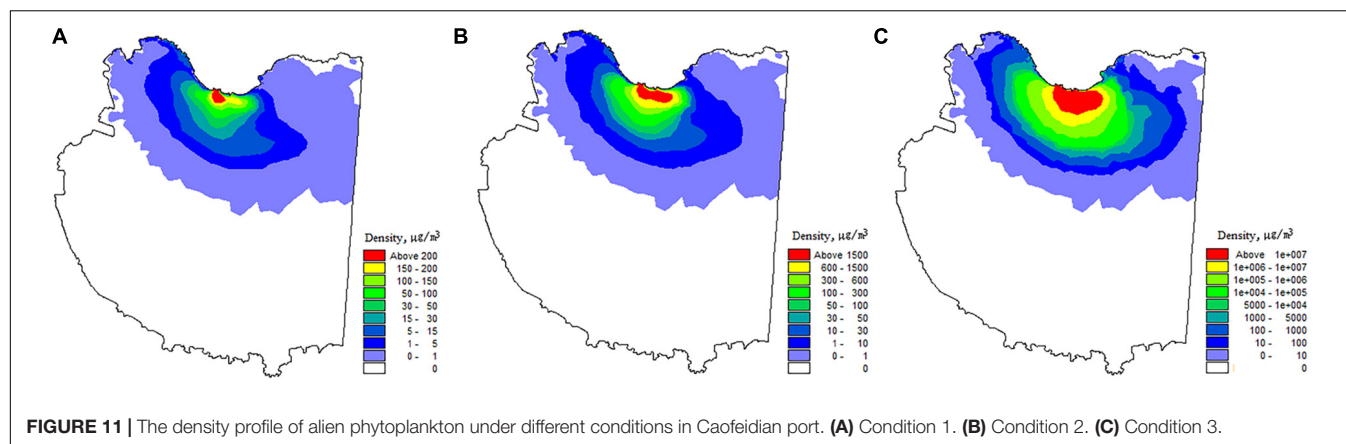 A
B
C
Density, μg/m³
Above 200
150 - 200
100 - 150
50 - 100
30 - 50
15 - 30
5 - 15
1 - 5
0 - 1
0
Density, μg/m³
Above 1500
600 - 1500
300 - 600
100 - 300
50 - 100
30 - 50
10 - 30
1 - 10
0 - 1
0
Density, μg/m³
Above 1e+007
1e+006 - 1e+007
1e+005 - 1e+006
1e+004 - 1e+005
5000 - 1e+004
1000 - 5000
100 - 1000
10 - 100
0 - 10
0
FIGURE 11 | The density profile of alien phytoplankton under different conditions in Caofeidian port. (A) Condition 1. (B) Condition 2. (C) Condition 3.